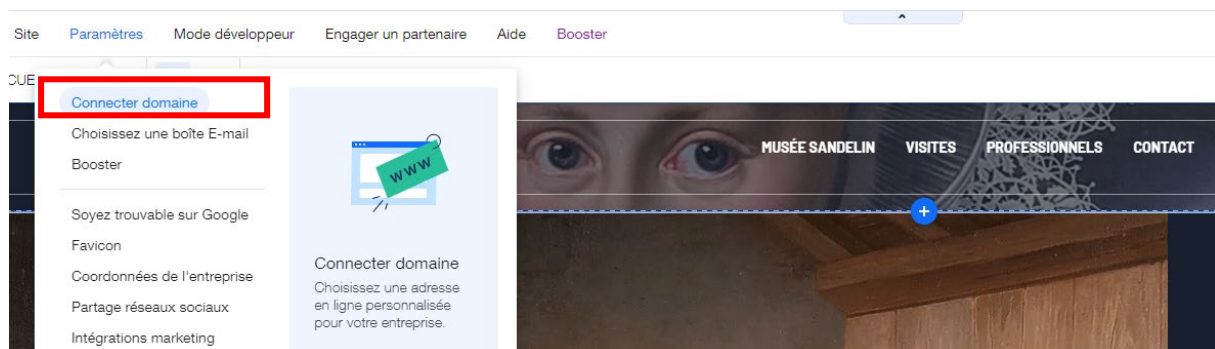 Site Paramètres Mode développeur Engager un partenaire Aide Booster
CUE
Connecter domaine
Choisissez une boîte E-mail
Booster
Soyez trouvable sur Google
Favicon
Coordonnées de l'entreprise
Partage réseaux sociaux
Intégrations marketing
WWW
Connecter domaine
Choisissez une adresse
en ligne personnalisée
pour votre entreprise.
MUSÉE SANDELIN VISITES PROFESSIONNELS CONTACT